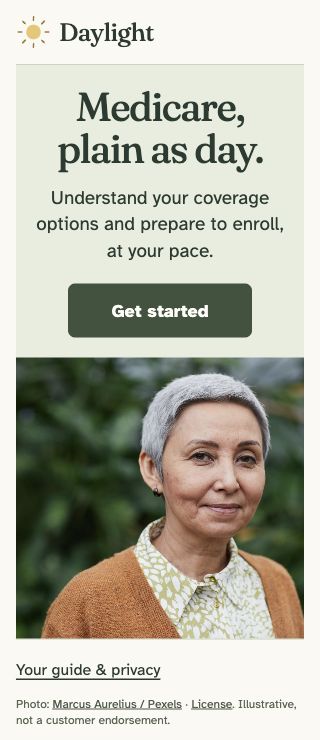 Daylight
Medicare,
plain as day.
Understand your coverage
options and prepare to enroll,
at your pace.
Get started
Your guide & privacy
Photo: Marcus Aurelius / Pexels · License. Illustrative,
not a customer endorsement.